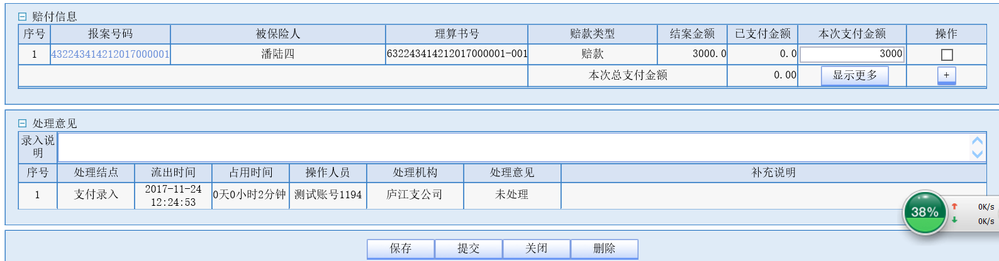 赔付信息
序号 报案号码 被保险人 理算书号 赔款类型 结案金额 已支付金额 本次支付金额 操作
1 432243414212017000001 潘陆四 632243414212017000001-001 赔款 3000.0 0.0 3000
本次总支付金额 0.00 显示更多 +
处理意见
录入说
明
序号 处理结点 流出时间 占用时间 操作人员 处理机构 处理意见 补充说明
1 支付录入 2017-11-24 0天0小时2分钟 测试账号1194 庐江支公司 未处理
12:24:53
38% 0K/s
0K/s
保存 提交 关闭 删除